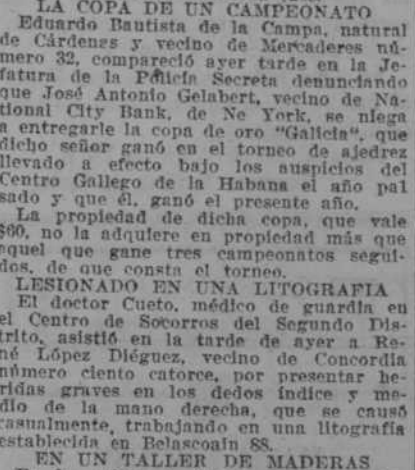 LA COPA DE UN CAMPEONATO
Eduardo Bautista de la Campa, natural
de Cárdenes y vecino de Mercaderes nú-
mero 32, compareció ayer tarde en la Je-
fatura de la Policía Secreta denunciando
que José Antonio Gelabert, vecino de Na-
tional City Bank, de Ne York, se niega
a entregarle la copa de oro "Galicia", que
dicho señor ganó en el torneo de ajedrez
llevado a efecto bajo los auspicios del
Centro Gallego de la Habana el año pal
sado y que él, ganó el presente año.
La propiedad de dicha copa, que vale
$60, no la adquiere en propiedad más que
aquel que gane tres campeonatos segui-
dos, de que consta el torneo.
LESIONADO EN UNA LITOGRAFIA
El doctor Cueto, médico de guardia en
el Centro de Socorros del Segundo Dis-
trito, asistió en la tarde de ayer a Re-
né López Diéguez, vecino de Concordia
número ciento catorce, por presentar he-
ridas graves en los dedos índice y me-
dio de la mano derecha, que se causó
casualmente, trabajando en una litografía
establecida en Belascoain 88.
EN UN TALLER DE MADERAS